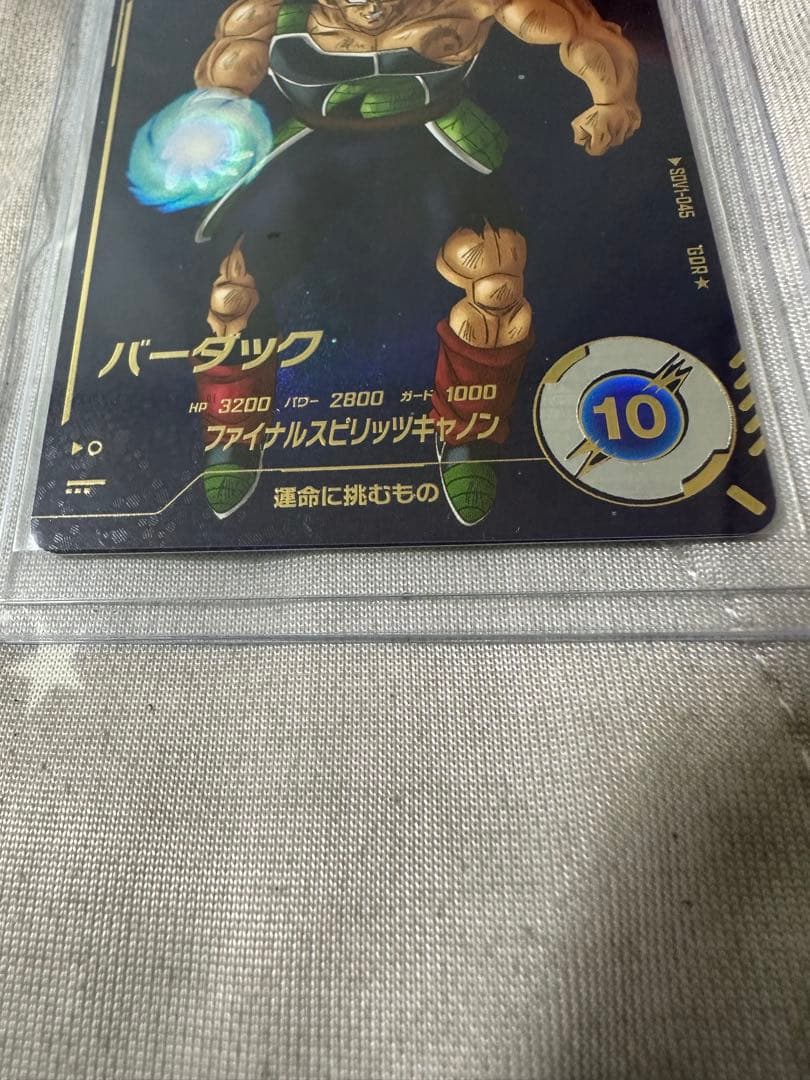 ▶SDV1-045 GDR★
バーダック
HP 3200 パワー 2800 ガード 1000
ファイナルスピリッツキャノン
10
運命に挑むもの